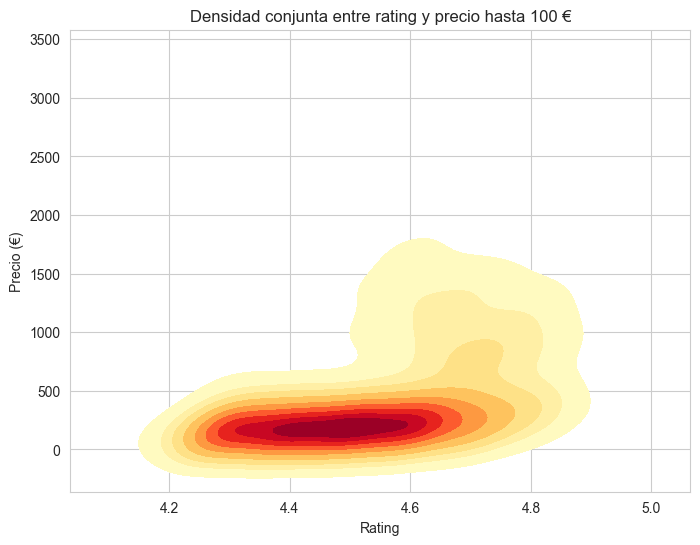 Densidad conjunta entre rating y precio hasta 100 €
3500
3000
2500
2000
1500
1000
500
0
Precio (€)
4.2 4.4 4.6 4.8 5.0
Rating